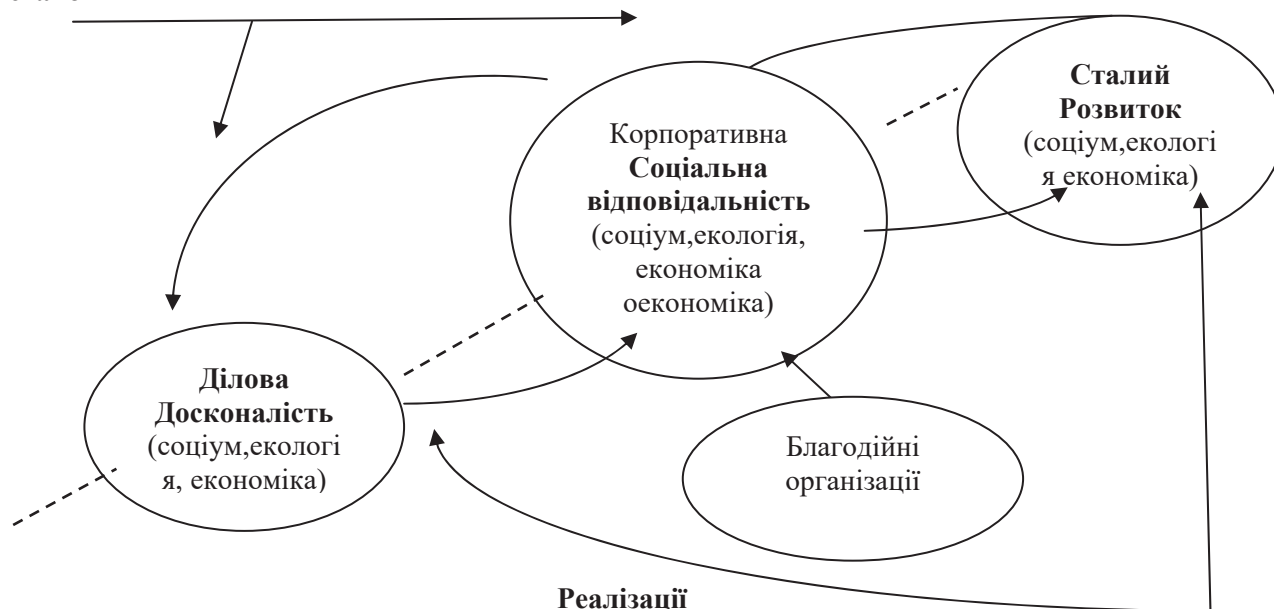 Сталий
Розвиток
(соціум,екологі
я економіка)
Корпоративна
Соціальна
відповідальність
(соціум,екологія,
економіка
оекономіка)
Ділова
Досконалість
(соціум,екологі
я, економіка)
Благодійні
організації
Реалізації